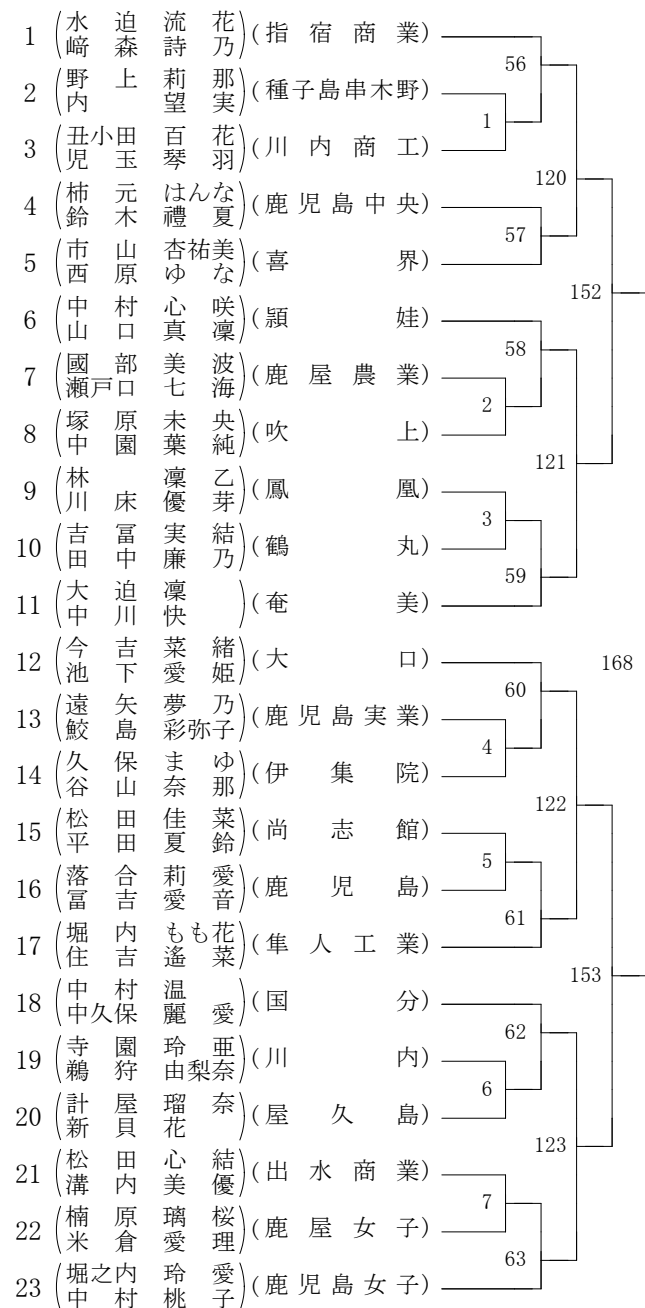 1 (水迫流花 﨑森詩乃)(指宿商業)
2 (野上莉那 内望実)(種子島串木野)
3 (丑小田百花 児玉琴羽)(川内商工)
4 (柿元はんな 鈴木禮夏)(鹿児島中央)
5 (市山杏祐美 西原ゆな)(喜界)
6 (中村心咲 山口真凜)(頴娃)
7 (國部美波 瀬戸口七海)(鹿屋農業)
8 (塚原未央 中園葉純)(吹上)
9 (林凜乙 川床優芽)(鳳凰)
10 (吉冨実結 田中廉乃)(鶴丸)
11 (大迫凜 中川快)(奄美)
12 (今吉菜緒 池下愛姫)(大口)
13 (遠矢夢乃 鮫島彩弥子)(鹿児島実業)
14 (久保まゆ 谷山奈那)(伊集院)
15 (松田佳菜 平田夏鈴)(尚志館)
16 (落合莉愛 冨吉愛音)(鹿児島)
17 (堀内もも花 住吉遙菜)(隼人工業)
18 (中村温 中久保麗愛)(国分)
19 (寺園玲亜 鵜狩由梨奈)(川内)
20 (計屋瑠奈 新貝花)(屋久島)
21 (松田心結 溝内美優)(出水商業)
22 (楠原璃桜 米倉愛理)(鹿屋女子)
23 (堀之内玲愛 中村桃子)(鹿児島女子)
56
1
120
57
152
58
2
121
3
59
60
168
4
122
5
61
153
62
6
123
7
63